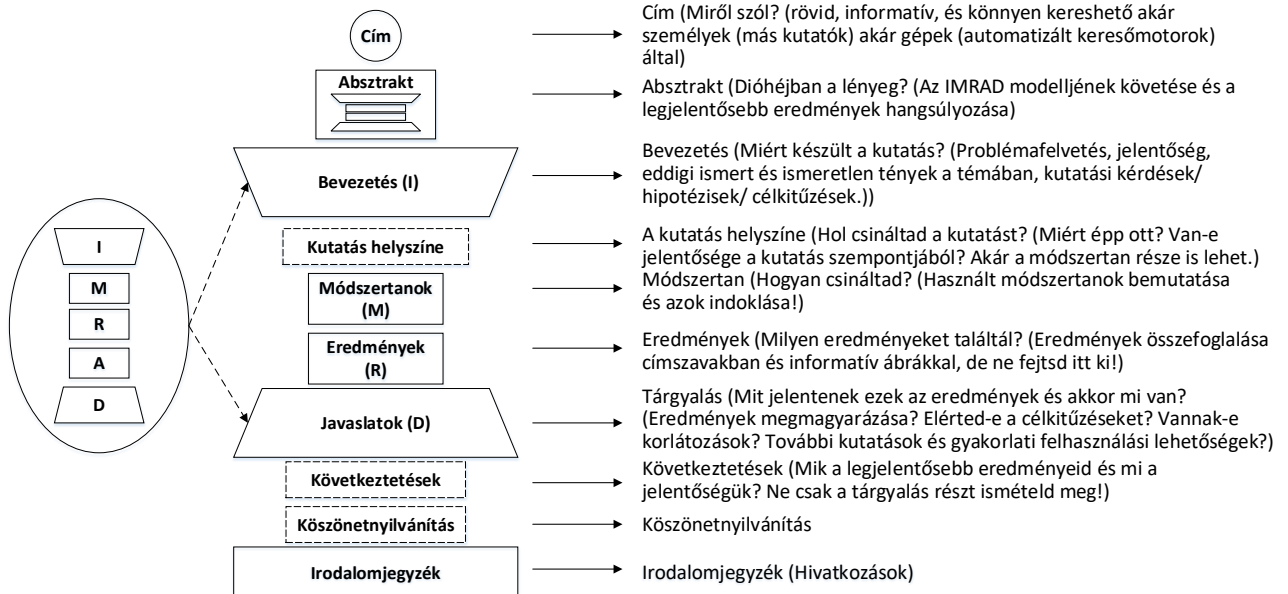 Cím
Cím (Miről szól? (rövid, informatív, és könnyen kereshető akár
személyek (más kutatók) akár gépek (automatizált keresőmotorok)
által)
Absztrakt
Absztrakt (Dióhéjban a lényeg? (Az IMRAD modelljének követése és a
legjelentősebb eredmények hangsúlyozása)
Bevezetés (I)
Bevezetés (Miért készült a kutatás? (Problémafelvetés, jelentőség,
eddigi ismert és ismeretlen tények a témában, kutatási kérdések/
hipotézisek/ célkitűzések.))
I
M
R
A
D
Kutatás helyszíne
A kutatás helyszíne (Hol csináltad a kutatást? (Miért épp ott? Van-e
jelentősége a kutatás szempontjából? Akár a módszertan része is lehet.)
Módszertanok
(M)
Módszertan (Hogyan csináltad? (Használt módszertanok bemutatása
és azok indoklása!)
Eredmények
(R)
Eredmények (Milyen eredményeket találtál? (Eredmények összefoglalása
címszavakban és informatív ábrákkal, de ne fejtsd itt ki!)
Javaslatok (D)
Tárgyalás (Mit jelentenek ezek az eredmények és akkor mi van?
(Eredmények megmagyarázása? Elérted-e a célkitűzéseket? Vannak-e
korlátozások? További kutatások és gyakorlati felhasználási lehetőségek?)
Következtetések
Következtetések (Mik a legjelentősebb eredményeid és mi a
jelentőségük? Ne csak a tárgyalás részt ismételd meg!)
Köszönetnyilvánítás
Köszönetnyilvánítás
Irodalomjegyzék
Irodalomjegyzék (Hivatkozások)